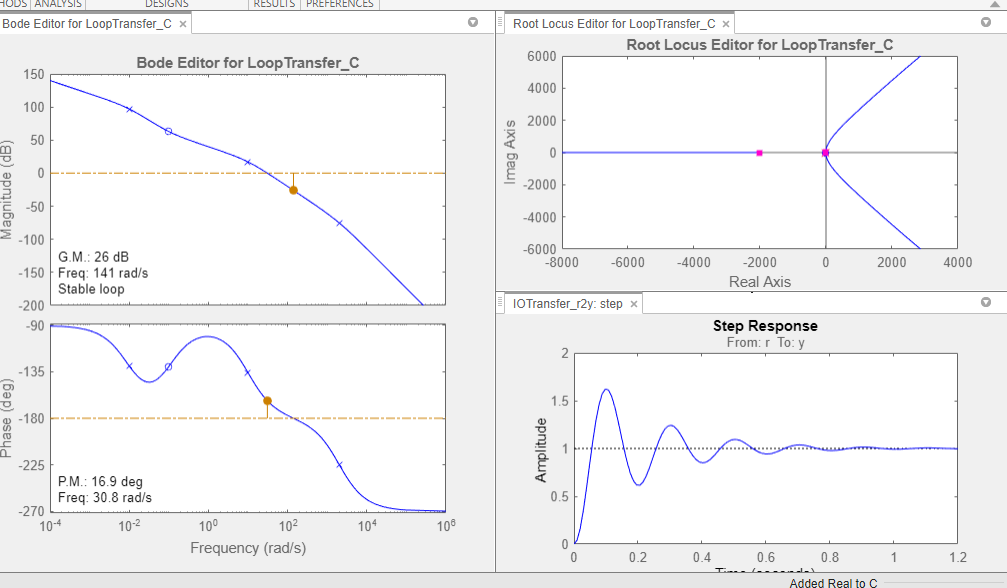 HODS ANALYSIS DESIGNS RESULTS PREFERENCES
Bode Editor for LoopTransfer_C ×
Bode Editor for LoopTransfer_C
Magnitude (dB)
150
100
50
0
-50
-100
-150
-200
G.M.: 26 dB
Freq: 141 rad/s
Stable loop
Phase (deg)
-90
-135
-180
-225
-270
P.M.: 16.9 deg
Freq: 30.8 rad/s
10⁻⁴ 10⁻² 10⁰ 10² 10⁴ 10⁶
Frequency (rad/s)
Root Locus Editor for LoopTransfer_C ×
Root Locus Editor for LoopTransfer_C
Imag Axis
6000
4000
2000
0
-2000
-4000
-6000
-8000 -6000 -4000 -2000 0 2000 4000
Real Axis
IOTransfer_r2y: step ×
Step Response
From: r To: y
Amplitude
2
1.5
1
0.5
0
0 0.2 0.4 0.6 0.8 1 1.2
Time (seconds)
Added Real to C